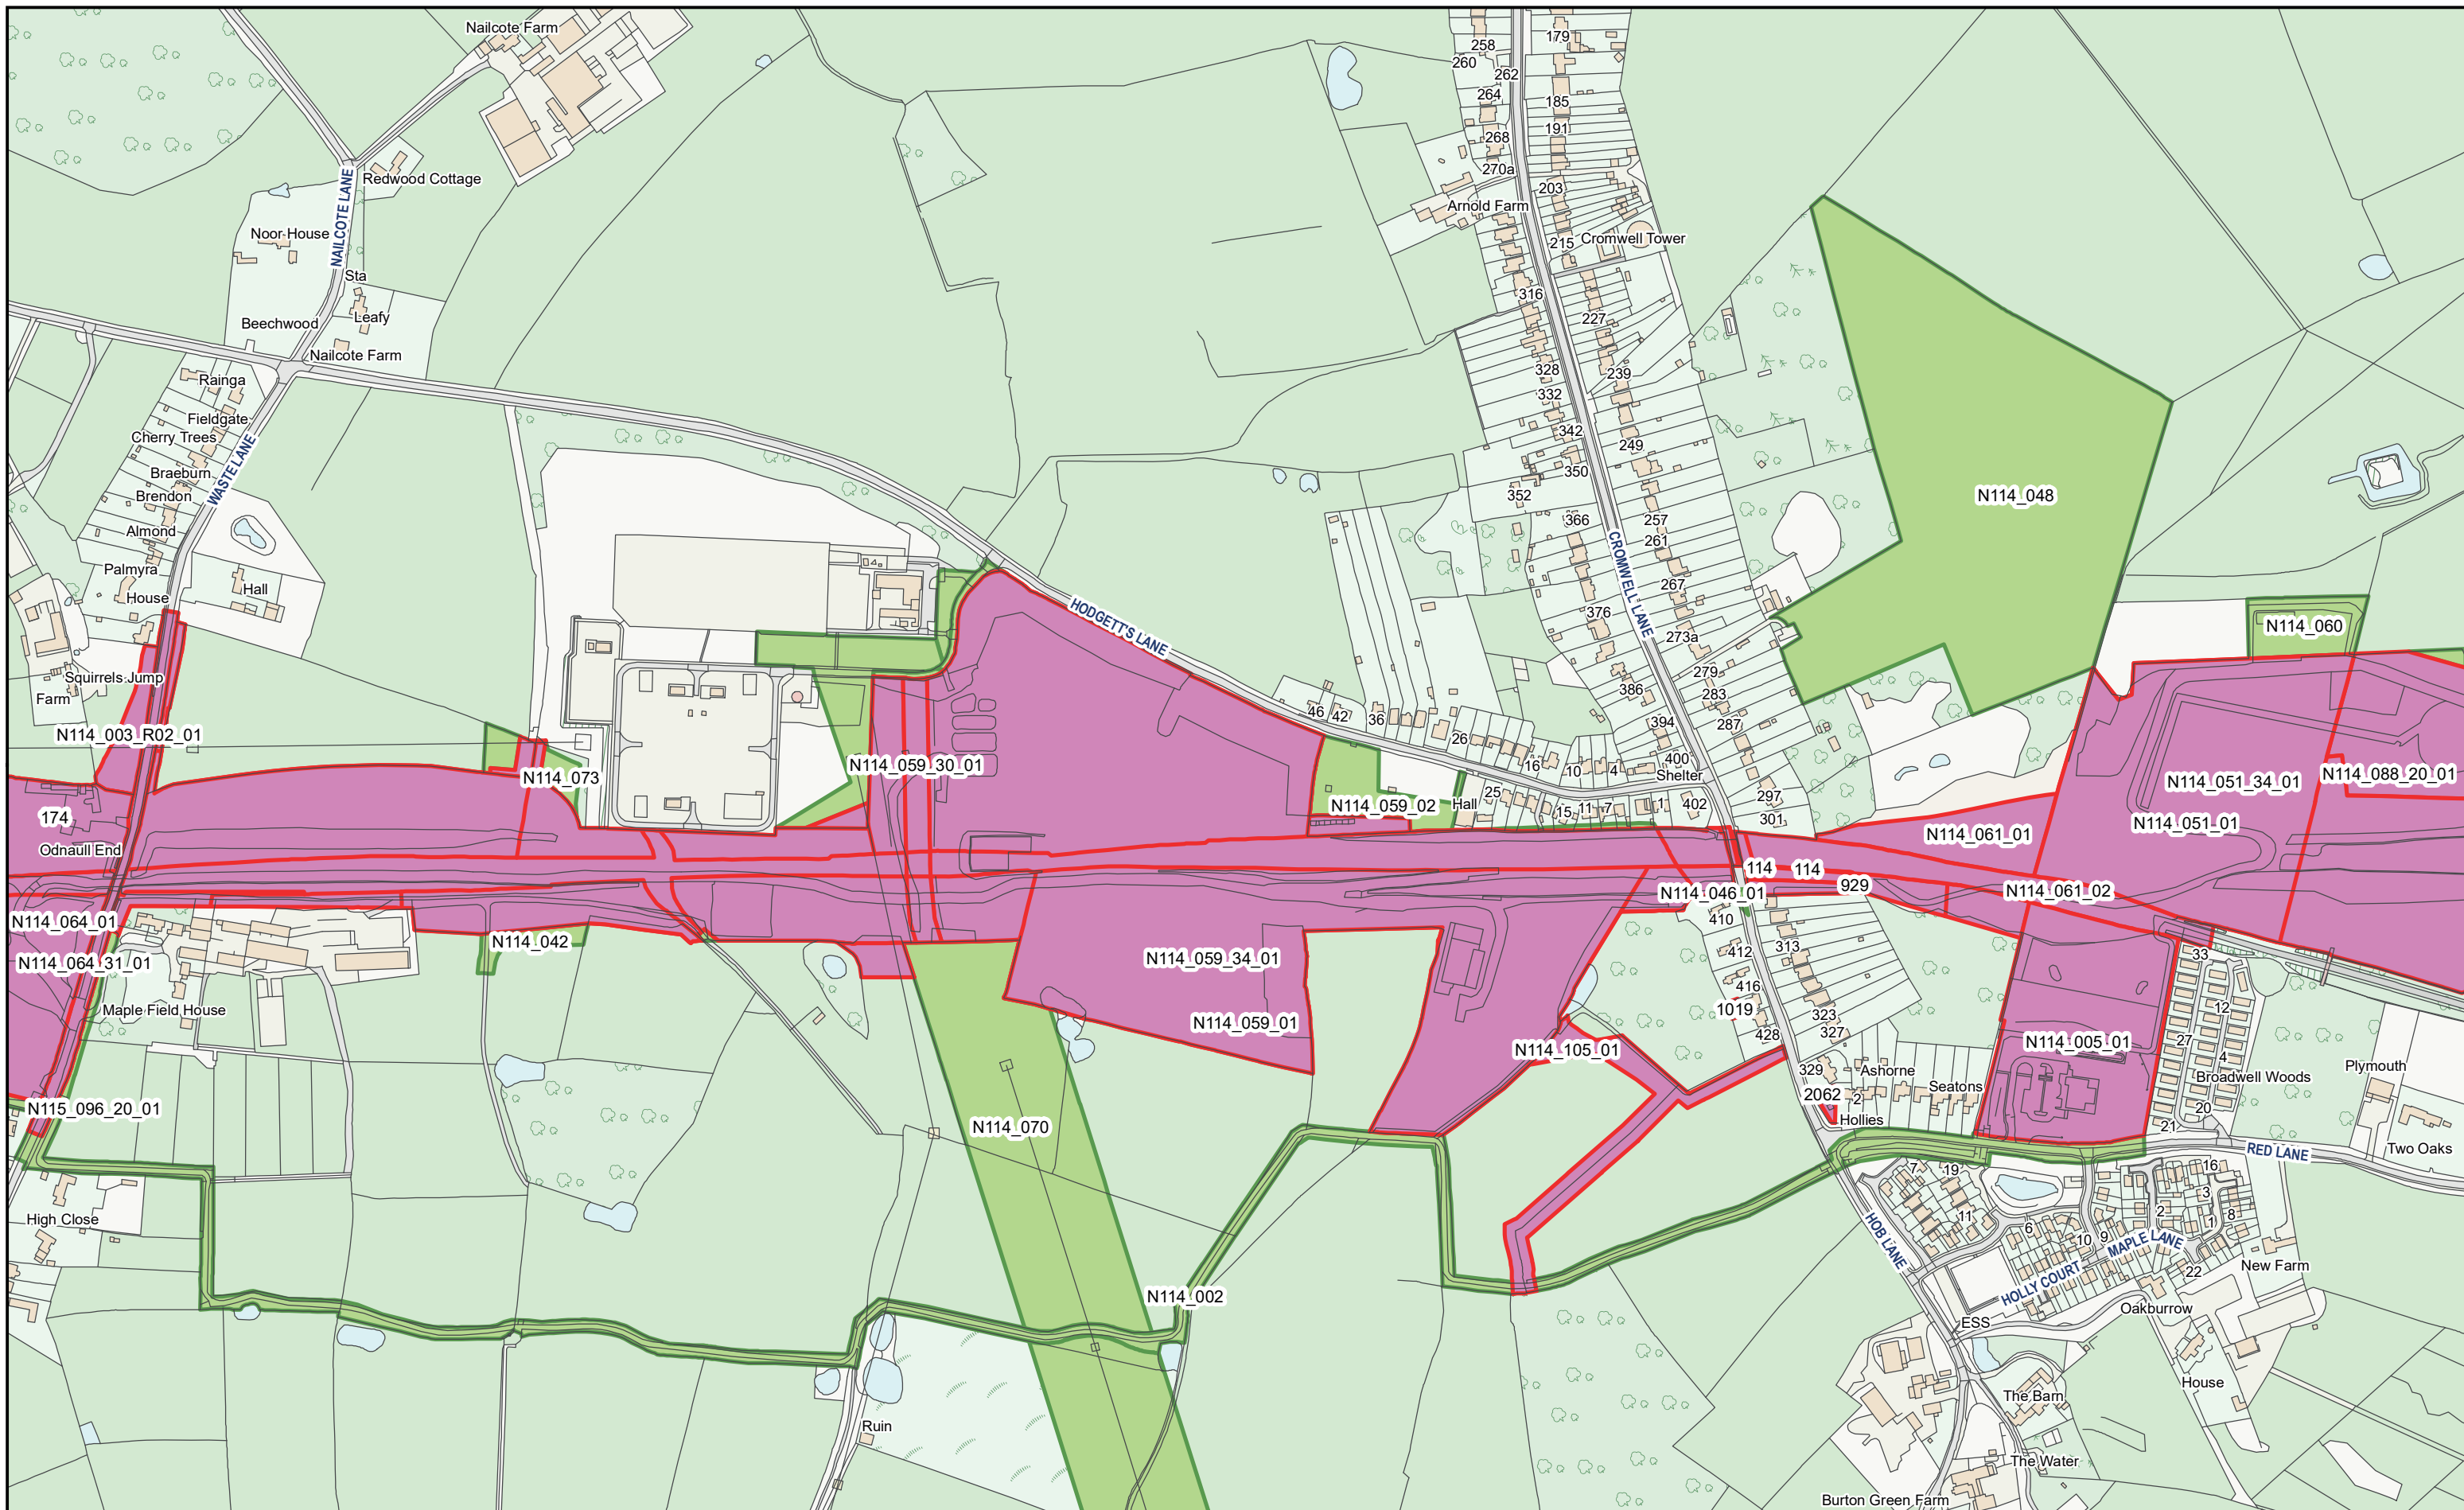 Nailcote Farm
258
179
260
262
264
185
268
191
270a
Redwood Cottage
203
NAILCOTE LANE
Arnold Farm
Noor House
215
Cromwell Tower
Sta
316
Leafy
227
Beechwood
Nailcote Farm
328
239
Rainga
332
Fieldgate
342
249
Cherry Trees
WASTE LANE
350
Braeburn
352
Brendon
N114_048
366
257
Almond
261
CROMWELL LANE
Palmyra
267
House
Hall
376
HODGETT'S LANE
273a
N114_060
Squirrels Jump
279
Farm
386
283
46
42
36
394
287
N114_003_R02_01
26
400
N114_059_30_01
16
10
4
Shelter
N114_073
N114_051_34_01
N114_088_20_01
N114_059_02
Hall
25
15
11
7
1
402
297
174
301
N114_051_01
N114_061_01
Odnaull End
114
114
929
N114_046_01
N114_061_02
N114_064_01
410
N114_042
313
33
412
N114_064_31_01
N114_059_34_01
416
Maple Field House
1019
12
N114_059_01
323
428
327
27
N114_005_01
N114_105_01
4
329
Ashorne
Plymouth
Seatons
Broadwell Woods
2062
2
N115_096_20_01
20
Hollies
N114_070
21
RED LANE
Two Oaks
7
19
16
High Close
3
11
6
2
1
8
HOB LANE
10
9
MAPLE LANE
22
New Farm
HOLLY COURT
N114_002
Oakburrow
ESS
House
The Barn
Ruin
The Water
Burton Green Farm